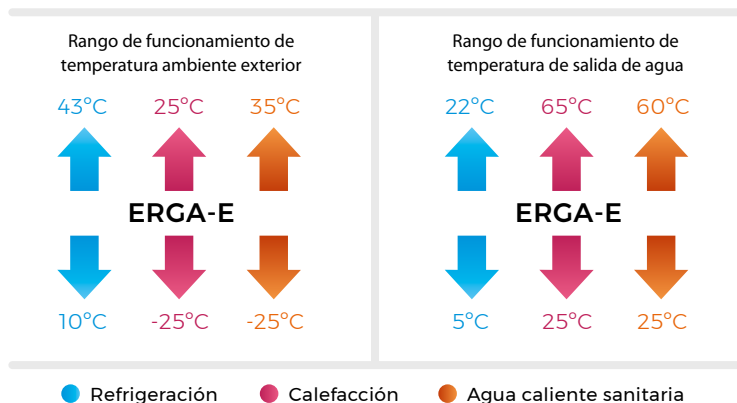 Rango de funcionamiento de
temperatura ambiente exterior
43°C 25°C 35°C
ERGA-E
10°C -25°C -25°C
Rango de funcionamiento de
temperatura de salida de agua
22°C 65°C 60°C
ERGA-E
5°C 25°C 25°C
Refrigeración Calefacción Agua caliente sanitaria